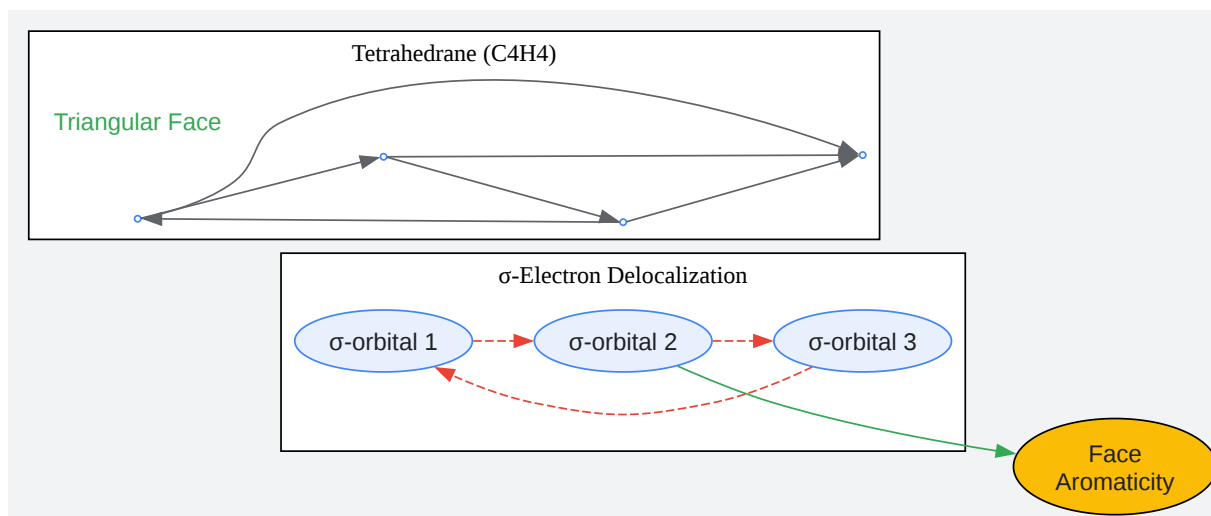 Tetrahedrane (C4H4)
Triangular Face
σ-Electron Delocalization
σ-orbital 1
σ-orbital 2
σ-orbital 3
Face
Aromaticity